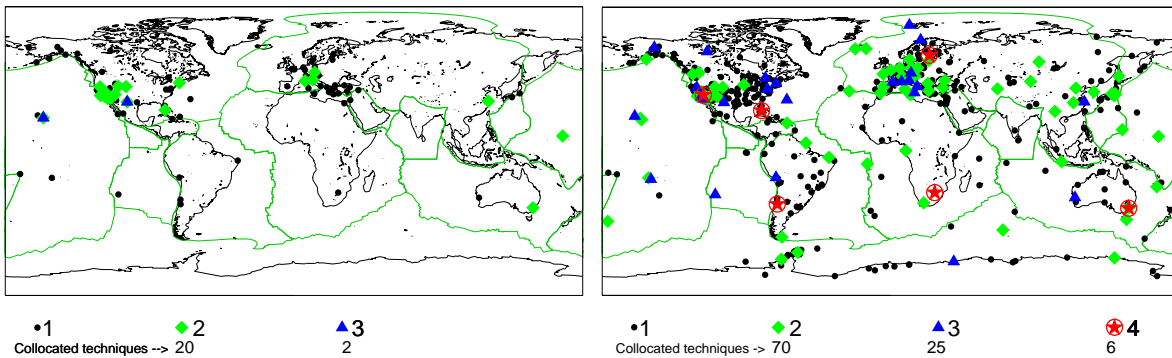 1 2 3
Collocated techniques --> 20 2
1 2 3 4
Collocated techniques -> 70 25 6